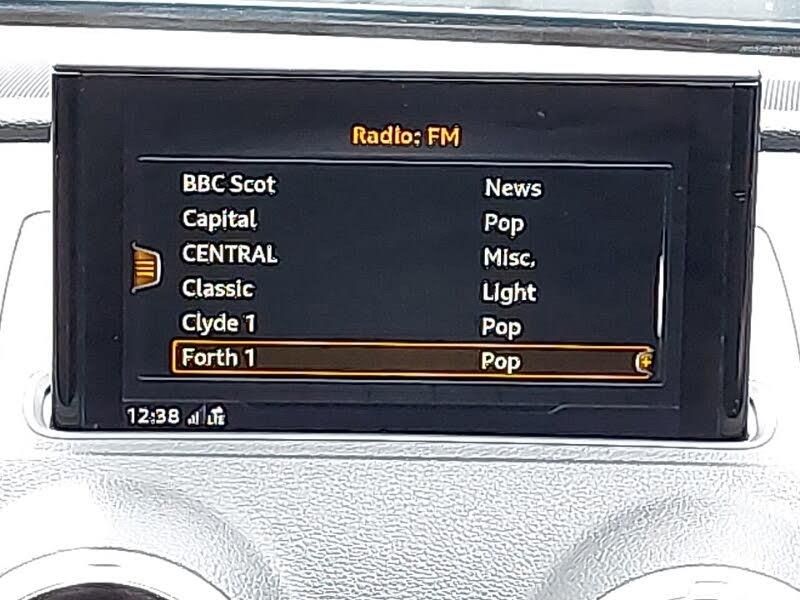 Radio: FM
BBC Scot News
Capital Pop
CENTRAL Misc.
Classic Light
Clyde 1 Pop
Forth 1 Pop
12:38 LTE